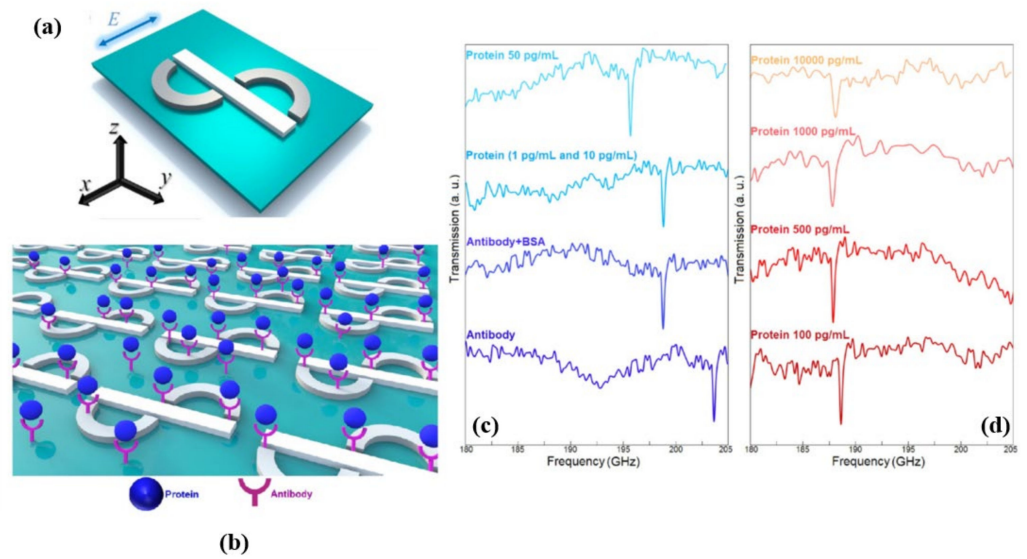 (a)
E
z
x
y
Protein
Antibody
(b)
Transmission (a. u.)
Protein 50 pg/mL
Protein (1 pg/mL and 10 pg/mL)
Antibody+BSA
Antibody
(c)
180 185 190 195 200 205
Frequency (GHz)
Transmission (a. u.)
Protein 10000 pg/mL
Protein 1000 pg/mL
Protein 500 pg/mL
Protein 100 pg/mL
(d)
180 185 190 195 200 205
Frequency (GHz)